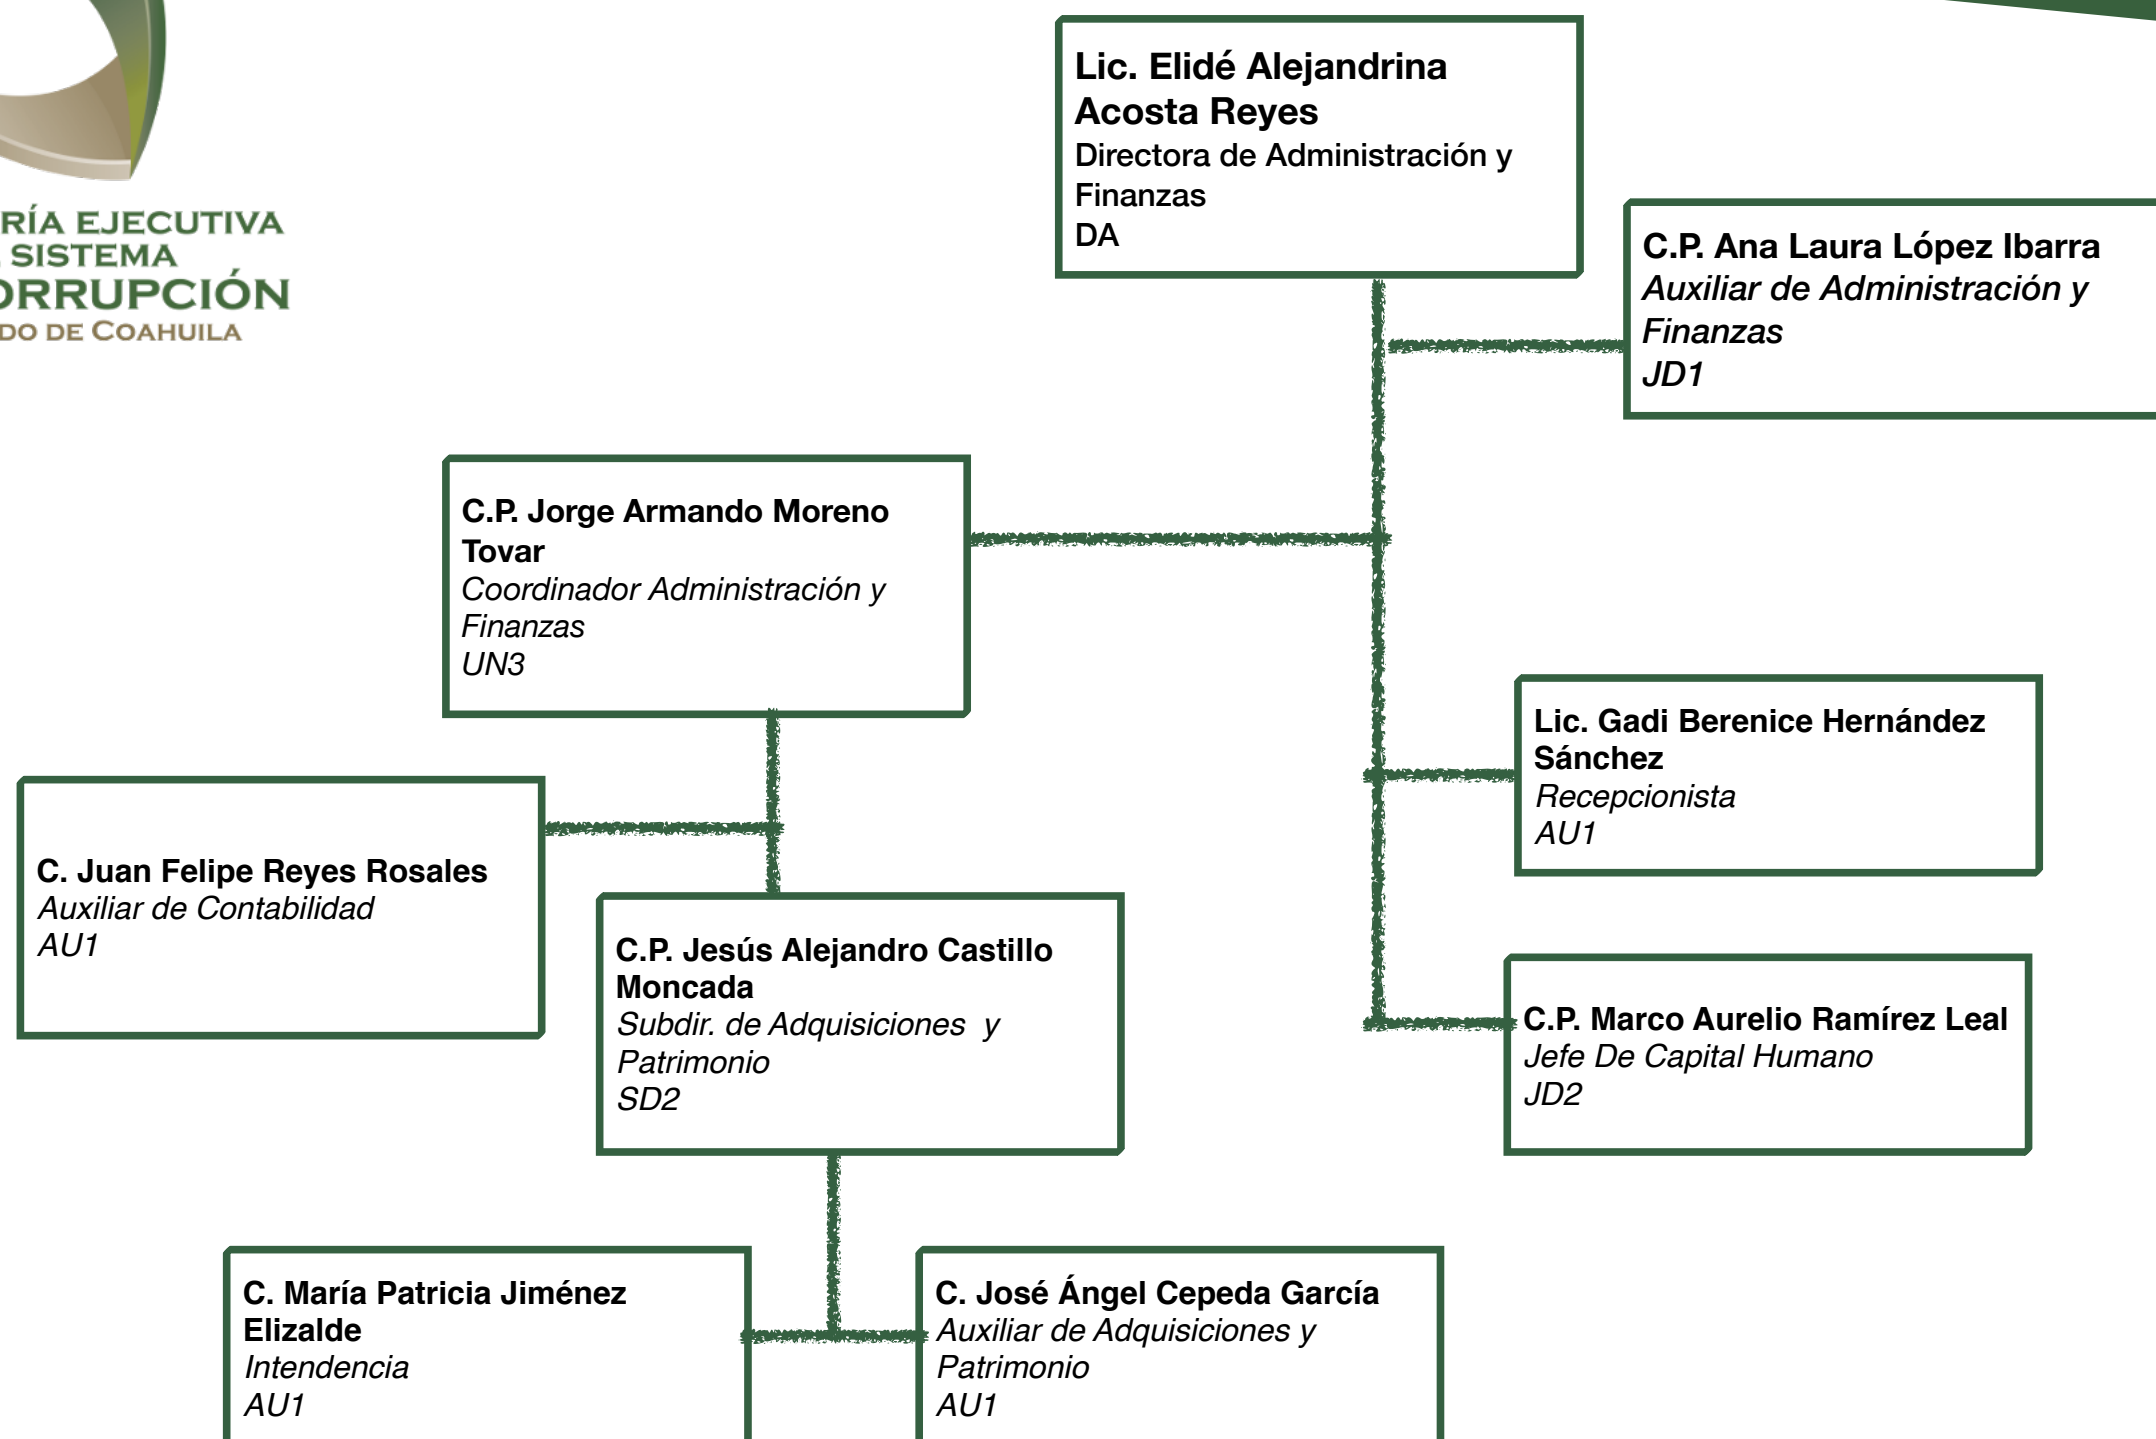 RÍA EJECUTIVA
SISTEMA
ORRUPCIÓN
DO DE COAHUILA
Lic. Elidé Alejandrina
Acosta Reyes
Directora de Administración y
Finanzas
DA
C.P. Ana Laura López Ibarra
Auxiliar de Administración y
Finanzas
JD1
C.P. Jorge Armando Moreno
Tovar
Coordinador Administración y
Finanzas
UN3
Lic. Gadi Berenice Hernández
Sánchez
Recepcionista
AU1
C. Juan Felipe Reyes Rosales
Auxiliar de Contabilidad
AU1
C.P. Jesús Alejandro Castillo
Moncada
Subdir. de Adquisiciones  y
Patrimonio
SD2
C.P. Marco Aurelio Ramírez Leal
Jefe De Capital Humano
JD2
C. María Patricia Jiménez
Elizalde
Intendencia
AU1
C. José Ángel Cepeda García
Auxiliar de Adquisiciones y
Patrimonio
AU1